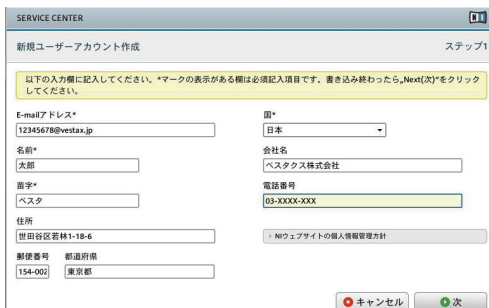 SERVICE CENTER
新規ユーザーアカウント作成
ステップ1
以下の入力欄に記入してください。*マークの表示がある欄は必須記入項目です。書き込み終わったら„Next(次)“をクリック
してください。
E-mailアドレス*
12345678@vestax.jp
国*
日本
名前*
太郎
会社名
ベスタクス株式会社
苗字*
ベスタ
電話番号
03-XXXX-XXX
住所
世田谷区若林1-18-6
› NIウェブサイトの個人情報管理方針
郵便番号 都道府県
154-002 東京都
キャンセル
次